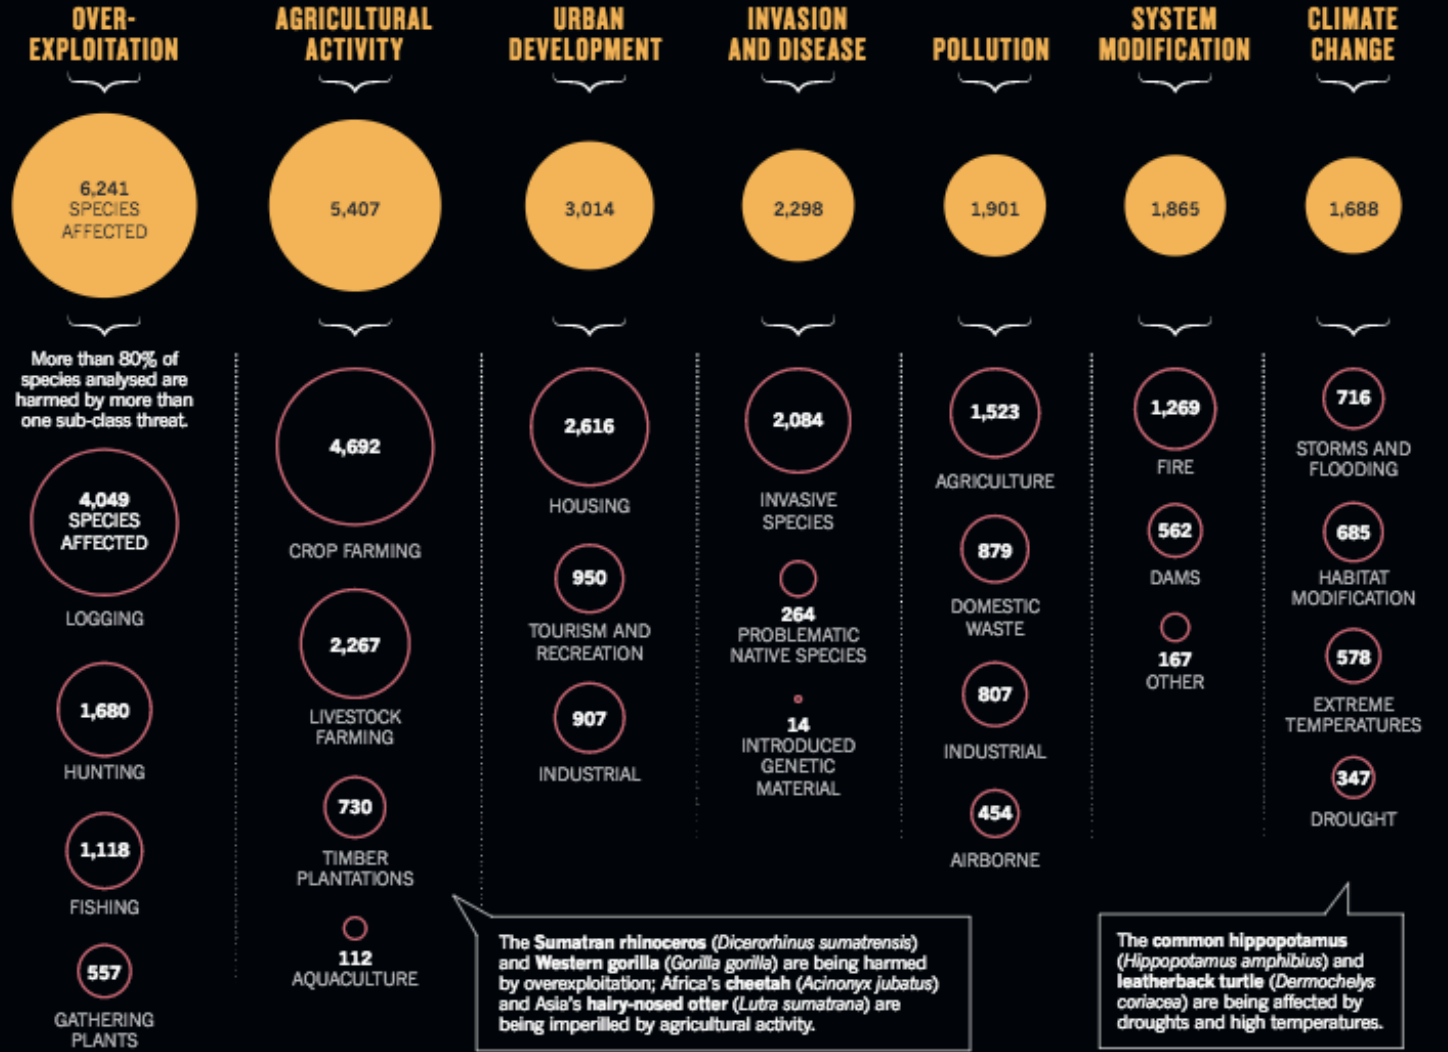 OVER-
EXPLOITATION
6,241
SPECIES
AFFECTED
More than 80% of
species analysed are
harmed by more than
one sub-class threat.
4,049
SPECIES
AFFECTED
LOGGING
1,680
HUNTING
1,118
FISHING
557
GATHERING
PLANTS
AGRICULTURAL
ACTIVITY
5,407
4,692
CROP FARMING
2,267
LIVESTOCK
FARMING
730
TIMBER
PLANTATIONS
112
AQUACULTURE
URBAN
DEVELOPMENT
3,014
2,616
HOUSING
950
TOURISM AND
RECREATION
907
INDUSTRIAL
INVASION
AND DISEASE
2,298
2,084
INVASIVE
SPECIES
264
PROBLEMATIC
NATIVE SPECIES
14
INTRODUCED
GENETIC
MATERIAL
POLLUTION
1,901
1,523
AGRICULTURE
879
DOMESTIC
WASTE
807
INDUSTRIAL
454
AIRBORNE
SYSTEM
MODIFICATION
1,865
1,269
FIRE
562
DAMS
167
OTHER
CLIMATE
CHANGE
1,688
716
STORMS AND
FLOODING
685
HABITAT
MODIFICATION
578
EXTREME
TEMPERATURES
347
DROUGHT
The Sumatran rhinoceros (Dicerorhinus sumatrensis)
and Western gorilla (Gorilla gorilla) are being harmed
by overexploitation; Africa's cheetah (Acinonyx jubatus)
and Asia's hairy-nosed otter (Lutra sumatrana) are
being imperilled by agricultural activity.
The common hippopotamus
(Hippopotamus amphibius) and
leatherback turtle (Dermochelys
coriacea) are being affected by
droughts and high temperatures.